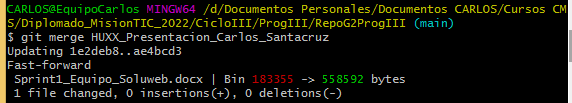 CARLOS@EquipoCarlos MINGW64 /d/Documentos Personales/Documentos CARLOS/Cursos CM
S/Diplomado_MisionTIC_2022/CicloIII/ProgIII/RepoG2ProgIII (main)
$ git merge HUXX_Presentacion_Carlos_Santacruz
Updating 1e2deb8..ae4bcd3
Fast-forward
Sprint1_Equipo_Soluweb.docx | Bin 183355 -> 558592 bytes
1 file changed, 0 insertions(+), 0 deletions(-)